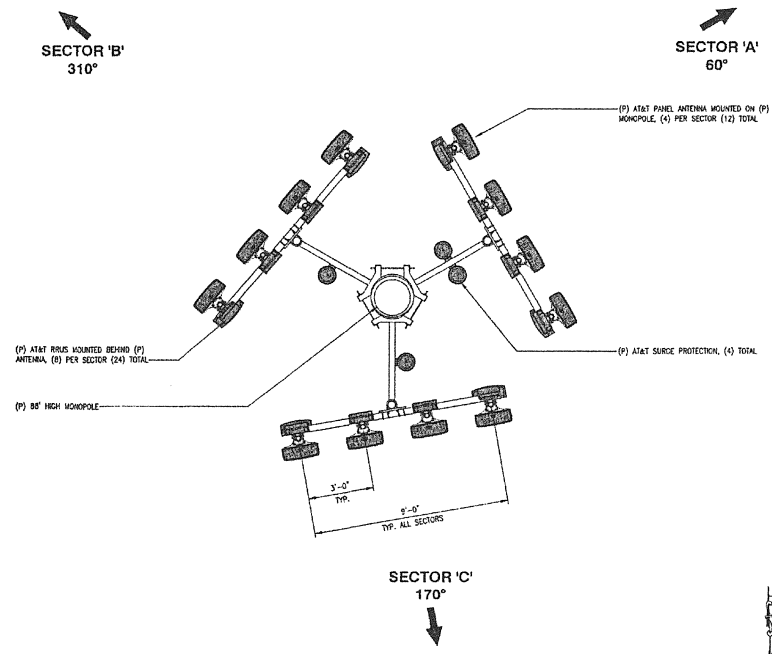 SECTOR 'B'
310°
SECTOR 'A'
60°
(P) AT&T PANEL ANTENNA MOUNTED ON (P)
MONOPOLE, (4) PER SECTOR (12) TOTAL
(P) AT&T RRUS MOUNTED BEHIND (P)
ANTENNA, (8) PER SECTOR (24) TOTAL
(P) AT&T SURGE PROTECTION, (4) TOTAL
(P) 88' HIGH MONOPOLE
3'-0"
TYP.
9'-0"
TYP. ALL SECTORS
SECTOR 'C'
170°